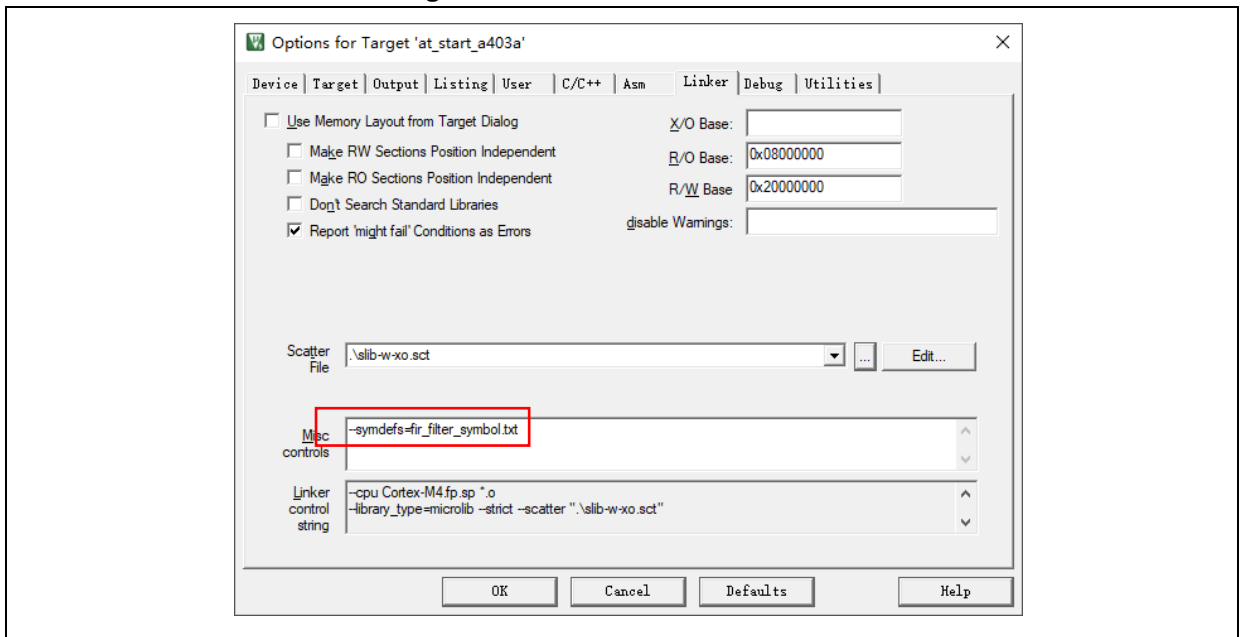 Options for Target 'at_start_a403a'
Device Target Output Listing User C/C++ Asm Linker Debug Utilities
Use Memory Layout from Target Dialog
X/O Base:
Make RW Sections Position Independent
R/O Base: 0x08000000
Make RO Sections Position Independent
R/W Base 0x20000000
Don't Search Standard Libraries
disable Warnings:
Report 'might fail' Conditions as Errors
Scatter
File
.\slib-w-xo.sct
...
Edit...
Misc
controls
--symdefs=fir_filter_symbol.txt
Linker
control
string
--cpu Cortex-M4.fp.sp *.o
--library_type=microlib --strict --scatter ".\slib-w-xo.sct"
OK Cancel Defaults Help